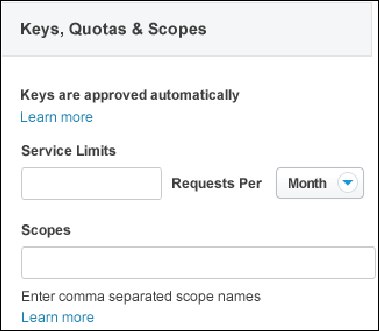 Keys, Quotas & Scopes
Keys are approved automatically
Learn more
Service Limits
Requests Per Month
Scopes
Enter comma separated scope names
Learn more